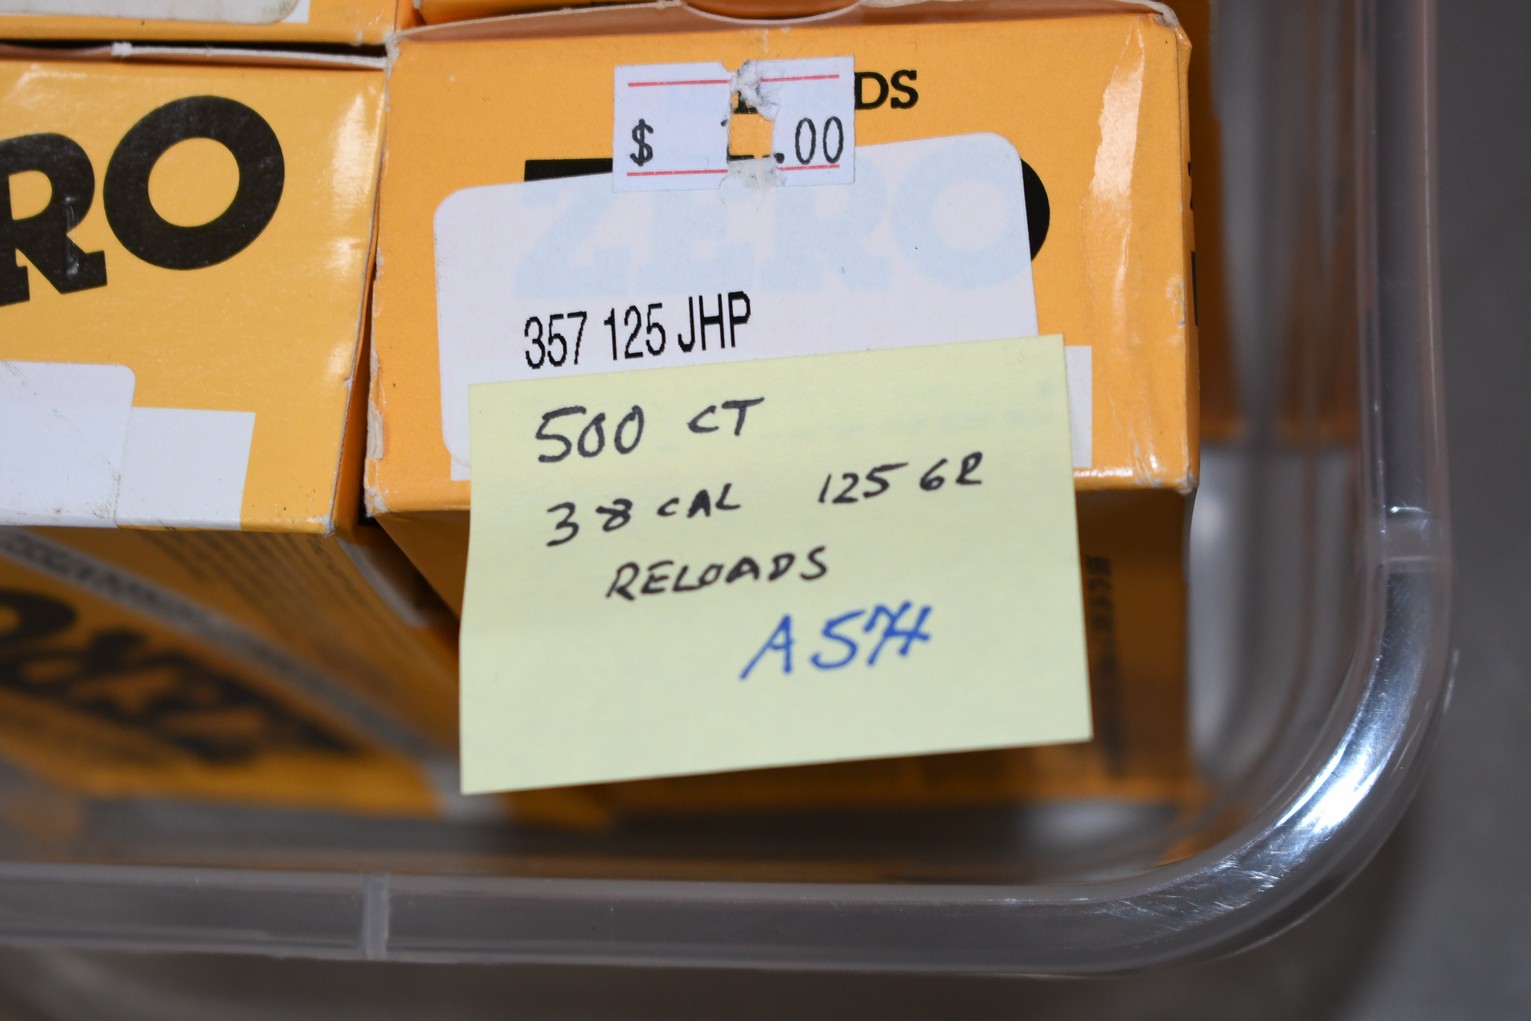 RO
DS
$ .00
ZERO
357 125 JHP
500 CT
38 CAL 125 GR
RELOADS
A574